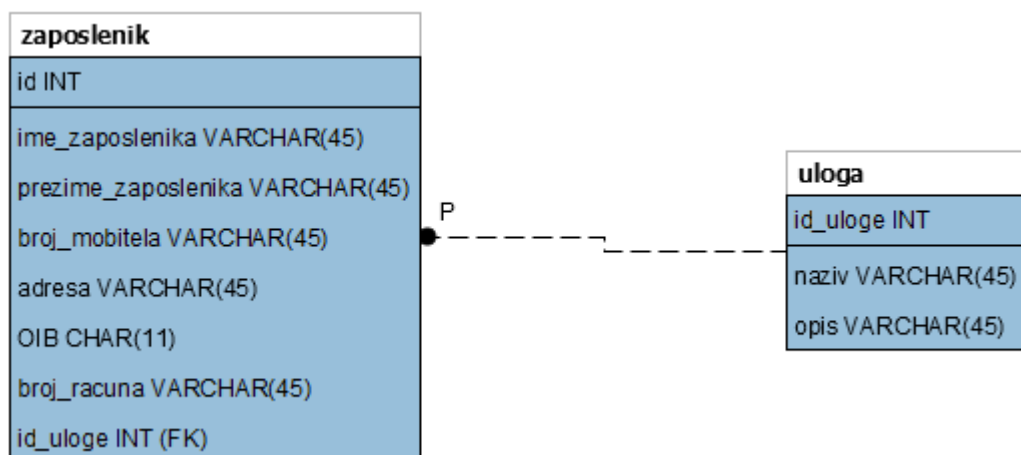 zaposlenik
id INT
ime_zaposlenika VARCHAR(45)
prezime_zaposlenika VARCHAR(45)
broj_mobitela VARCHAR(45)
adresa VARCHAR(45)
OIB CHAR(11)
broj_racuna VARCHAR(45)
id_uloge INT (FK)
P
uloga
id_uloge INT
naziv VARCHAR(45)
opis VARCHAR(45)